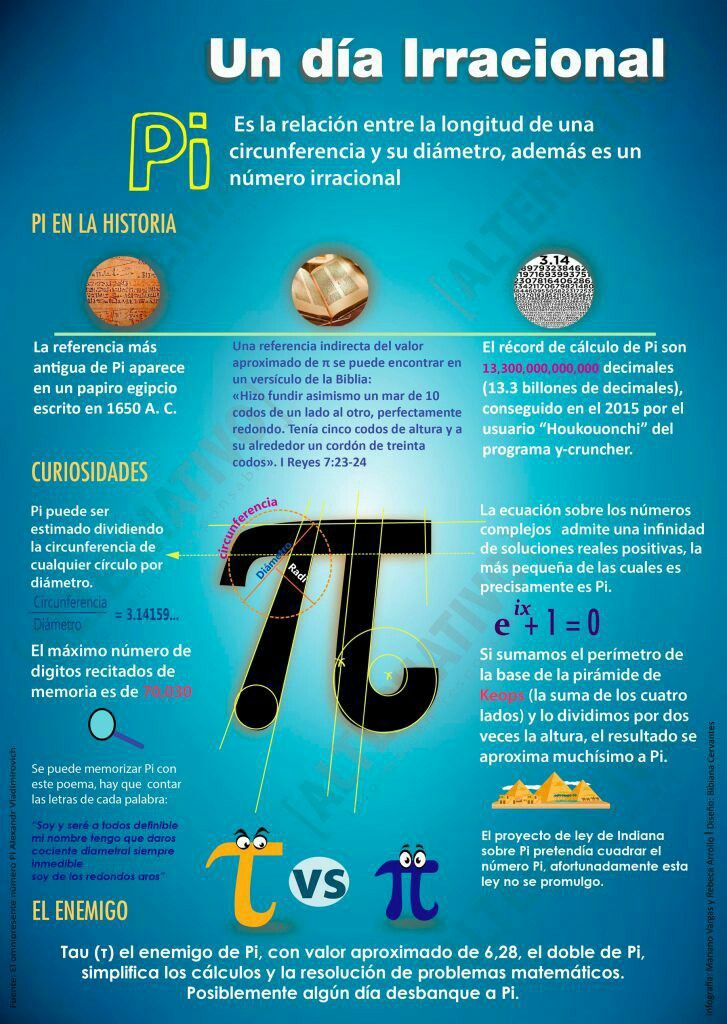 Un día Irracional
Pi
Es la relación entre la longitud de una
circunferencia y su diámetro, además es un
número irracional
PI EN LA HISTORIA
La referencia más
antigua de Pi aparece
en un papiro egipcio
escrito en 1650 A. C.
Una referencia indirecta del valor
aproximado de π se puede encontrar en
un versículo de la Biblia:
«Hizo fundir asimismo un mar de 10
codos de un lado al otro, perfectamente
redondo. Tenía cinco codos de altura y a
su alrededor un cordón de treinta
codos». I Reyes 7:23-24
3.14
El récord de cálculo de Pi son
13,300,000,000,000 decimales
(13.3 billones de decimales),
conseguido en el 2015 por el
usuario “Houkouonchi” del
programa y-cruncher.
CURIOSIDADES
Pi puede ser
estimado dividiendo
la circunferencia de
cualquier círculo por
diámetro.
Circunferencia
Diámetro
= 3.14159...
El máximo número de
digitos recitados de
memoria es de 70,030
Se puede memorizar Pi con
este poema, hay que contar
las letras de cada palabra:
“Soy y seré a todos definible
mi nombre tengo que daros
cociente diametral siempre
inmedible
soy de los redondos aros”
circunferencia
Diámetro
Radi
π
La ecuación sobre los números
complejos admite una infinidad
de soluciones reales positivas, la
más pequeña de las cuales es
precisamente es Pi.
e^ix + 1 = 0
Si sumamos el perímetro de
la base de la pirámide de
Keops (la suma de los cuatro
lados) y lo dividimos por dos
veces la altura, el resultado se
aproxima muchísimo a Pi.
El proyecto de ley de Indiana
sobre Pi pretendía cuadrar el
número Pi, afortunadamente esta
ley no se promulgo.
τ VS π
EL ENEMIGO
Tau (τ) el enemigo de Pi, con valor aproximado de 6,28, el doble de Pi,
simplifica los cálculos y la resolución de problemas matemáticos.
Posiblemente algún día desbanque a Pi.
Fuente: El omnipresente número PI Alexandr Vladimirovich
Infografía: Mariano Vargas y Rebeca Arrollo | Diseño: Bibiana Cervantes